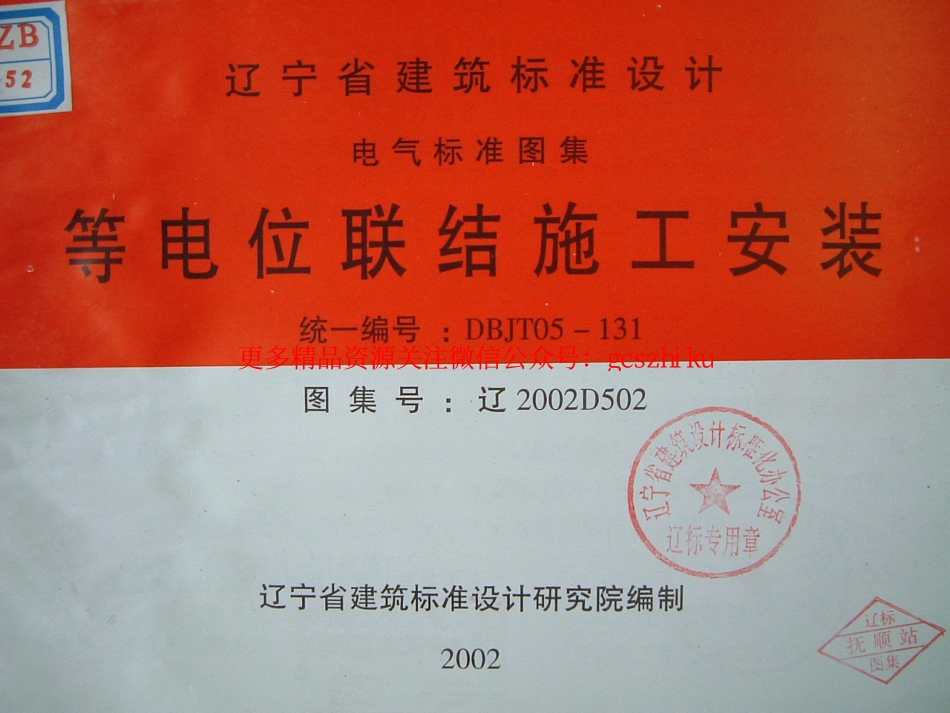 ZB
52
辽宁省建筑标准设计
电气标准图集
等电位联结施工安装
统一编号：DBJT05-131
更多精品资源关注微信公众号：gcszhiku
图集号：辽2002D502
辽宁省建筑设计标准化办公室
辽标专用章
辽宁省建筑标准设计研究院编制
2002
辽标
抚顺站
图集